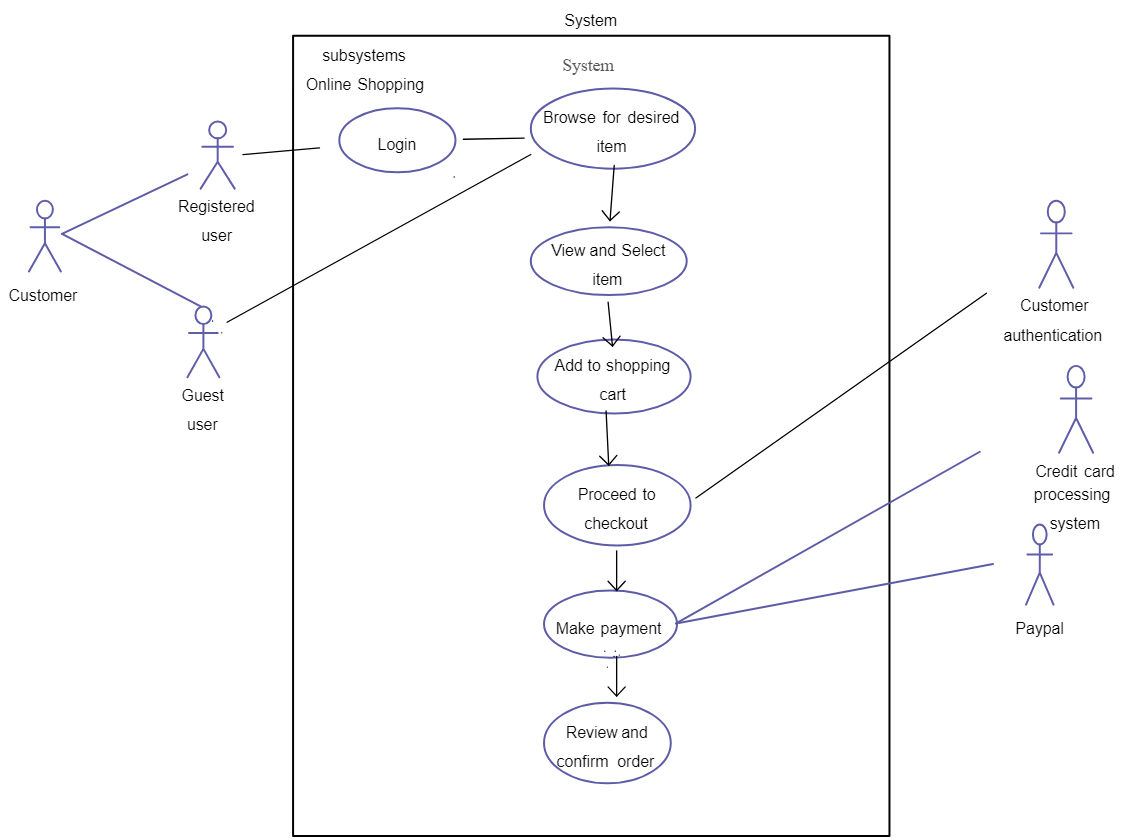 System
subsystems
Online Shopping
System
Login
Browse for desired
item
Registered
user
Customer
Guest
user
View and Select
item
Add to shopping
cart
Proceed to
checkout
Make payment
Review and
confirm order
Customer
authentication
Credit card
processing
system
Paypal